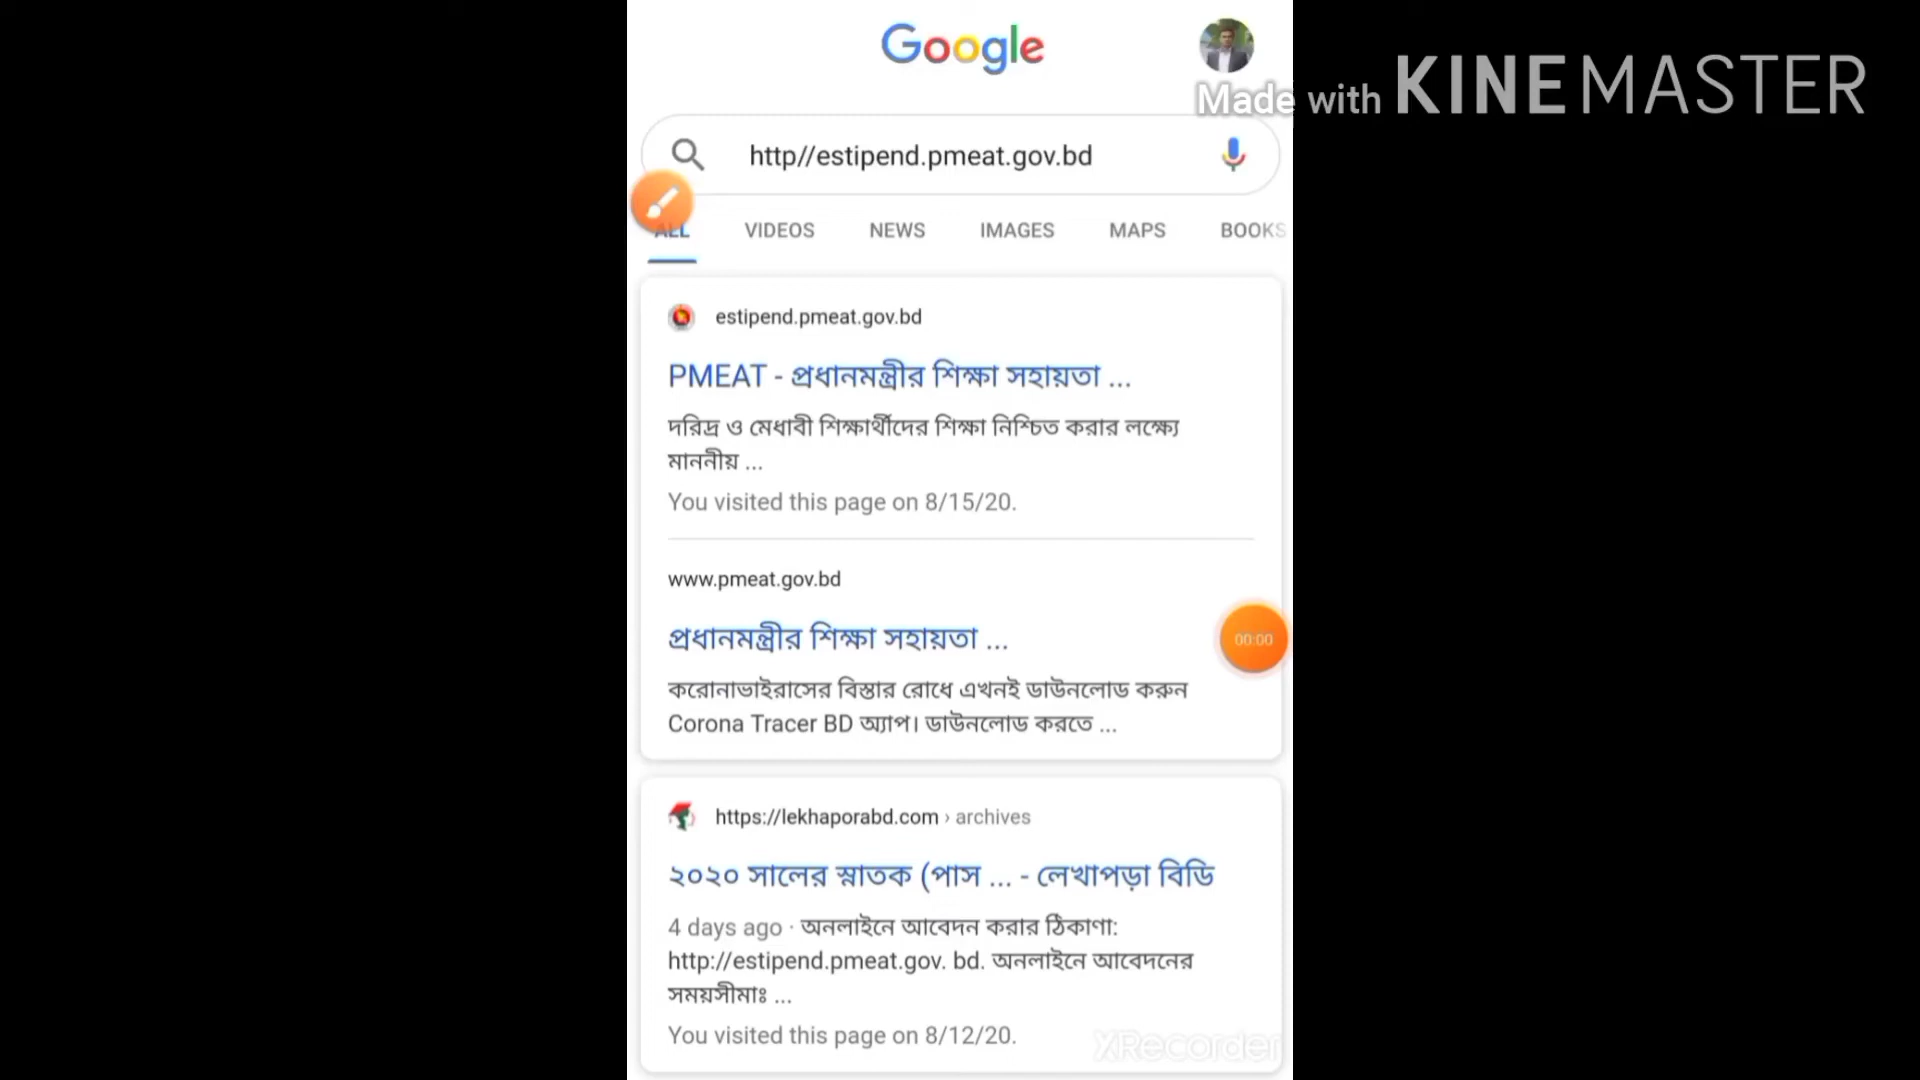 Google
Made with KINEMASTER
http//estipend.pmeat.gov.bd
ALL VIDEOS NEWS IMAGES MAPS BOOKS
estipend.pmeat.gov.bd
PMEAT - প্রধানমন্ত্রীর শিক্ষা সহায়তা ...
দরিদ্র ও মেধাবী শিক্ষার্থীদের শিক্ষা নিশ্চিত করার লক্ষ্যে
মাননীয় ...
You visited this page on 8/15/20.
www.pmeat.gov.bd
প্রধানমন্ত্রীর শিক্ষা সহায়তা ...
00:00
করোনাভাইরাসের বিস্তার রোধে এখনই ডাউনলোড করুন
Corona Tracer BD অ্যাপ। ডাউনলোড করতে ...
https://lekhaporabd.com › archives
২০২০ সালের স্নাতক (পাস ... - লেখাপড়া বিডি
4 days ago · অনলাইনে আবেদন করার ঠিকাণা:
http://estipend.pmeat.gov. bd. অনলাইনে আবেদনের
সময়সীমাঃ ...
You visited this page on 8/12/20.
XRecorder